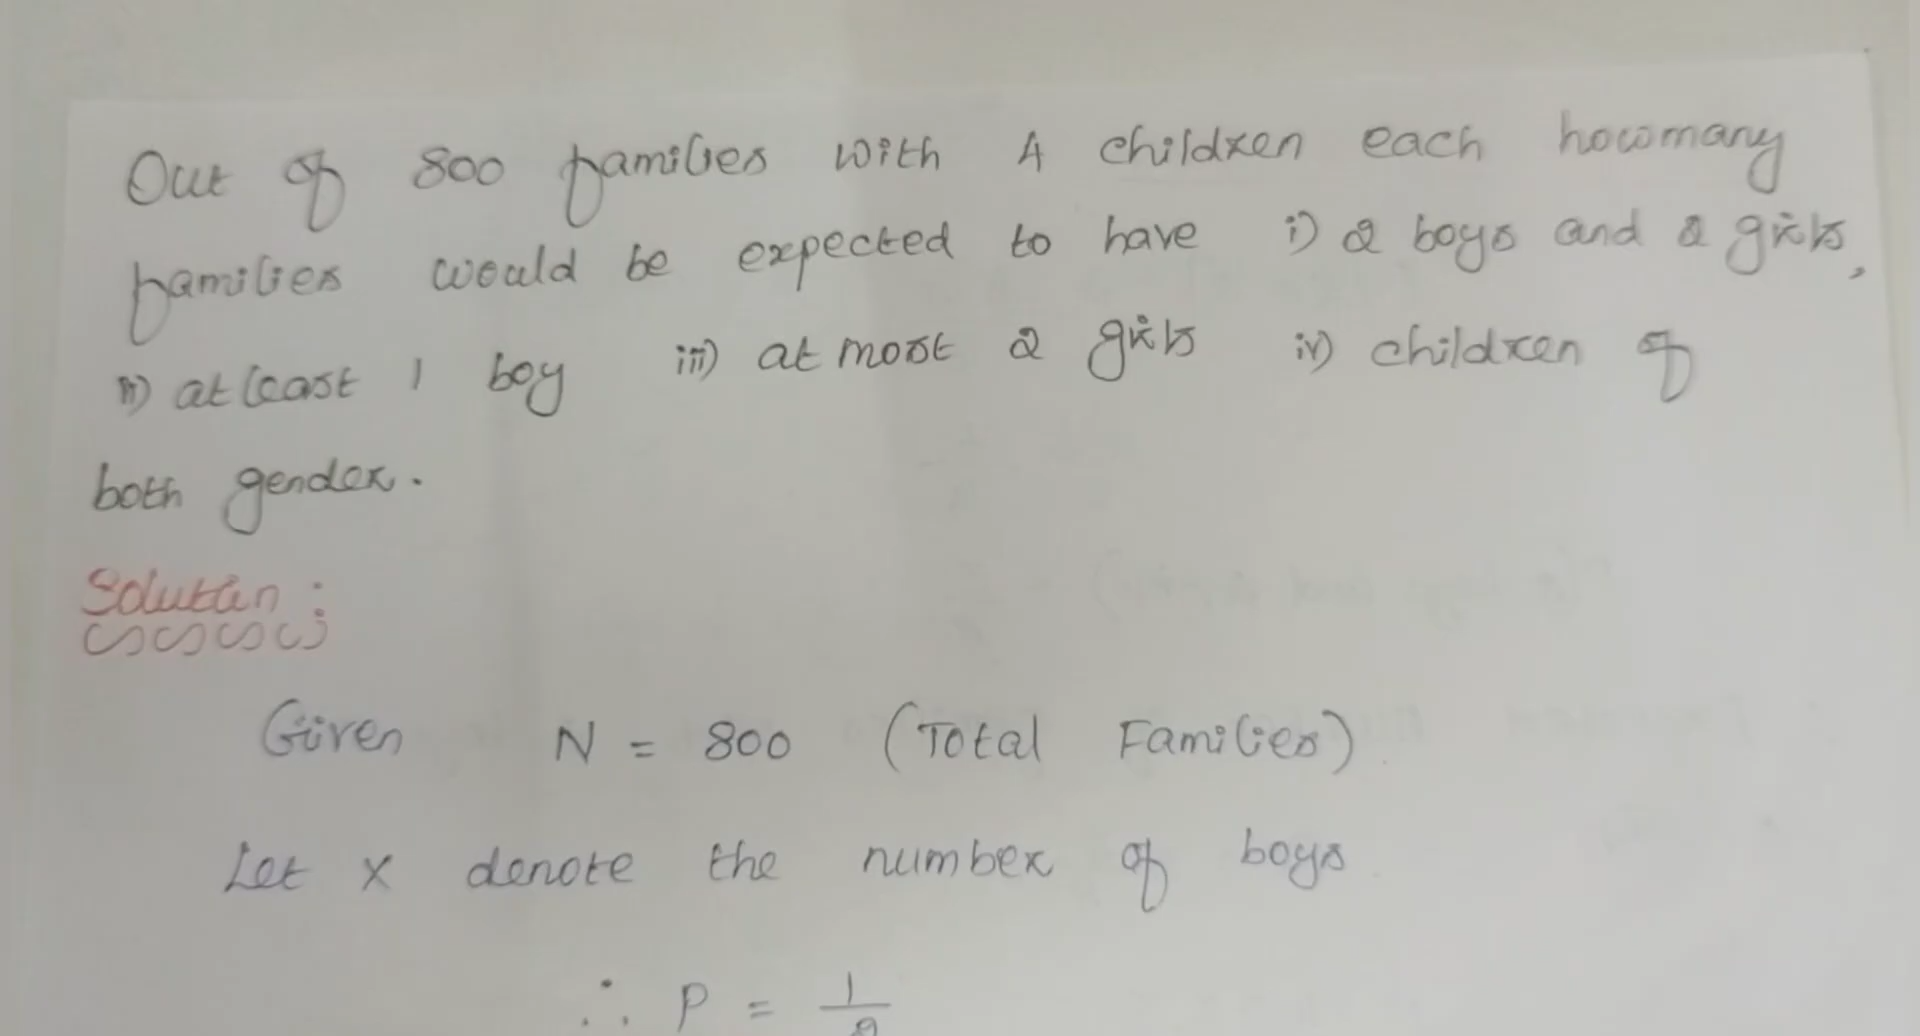 Out of 800 families with 4 children each howmany
families would be expected to have i) 2 boys and 2 girls,
ii) at least 1 boy iii) at most 2 girls iv) children of
both gender.
Solution :
Given N = 800 (Total Families)
Let X denote the number of boys
∴ P = 1/2